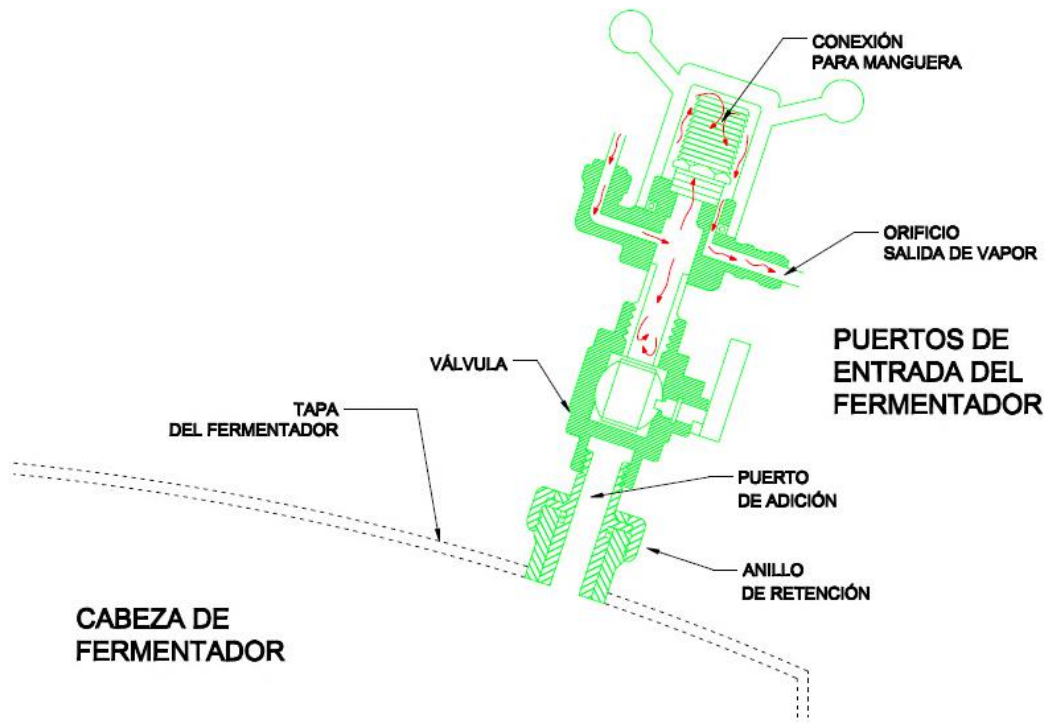 CONEXIÓN
PARA MANGUERA
ORIFICIO
SALIDA DE VAPOR
PUERTOS DE
ENTRADA DEL
FERMENTADOR
VÁLVULA
TAPA
DEL FERMENTADOR
PUERTO
DE ADICIÓN
ANILLO
DE RETENCIÓN
CABEZA DE
FERMENTADOR